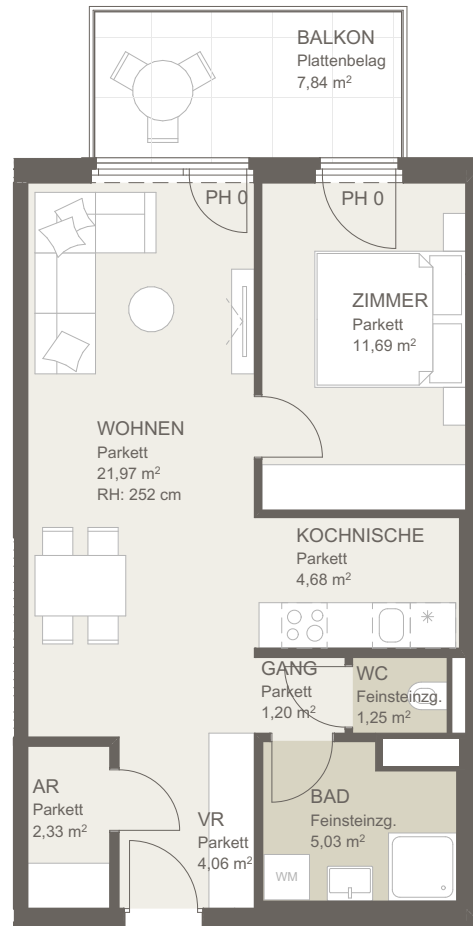 BALKON
Plattenbelag
7,84 m²
PH 0
PH 0
ZIMMER
Parkett
11,69 m²
WOHNEN
Parkett
21,97 m²
RH: 252 cm
KOCHNISCHE
Parkett
4,68 m²
GANG
Parkett
1,20 m²
WC
Feinsteinzg.
1,25 m²
AR
Parkett
2,33 m²
VR
Parkett
4,06 m²
BAD
Feinsteinzg.
5,03 m²
WM